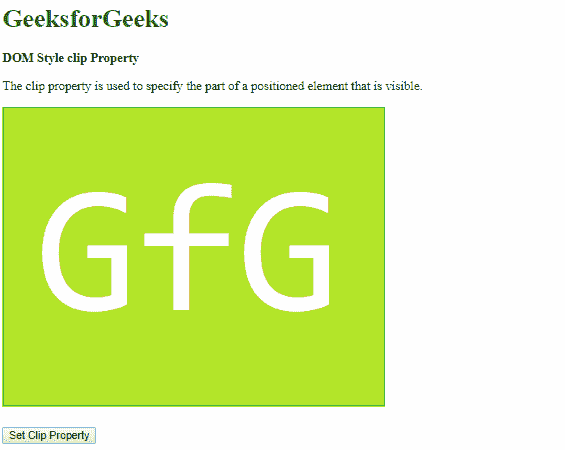 GeeksforGeeks
DOM Style clip Property
The clip property is used to specify the part of a positioned element that is visible.
GfG
Set Clip Property